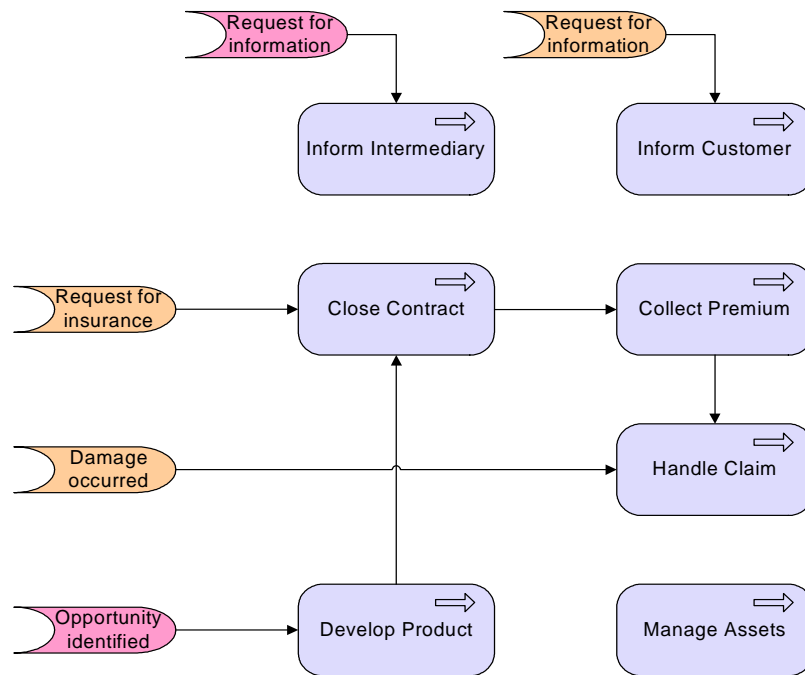 Request for
information
Request for
information
Inform Intermediary
Inform Customer
Request for
insurance
Close Contract
Collect Premium
Damage
occurred
Handle Claim
Opportunity
identified
Develop Product
Manage Assets